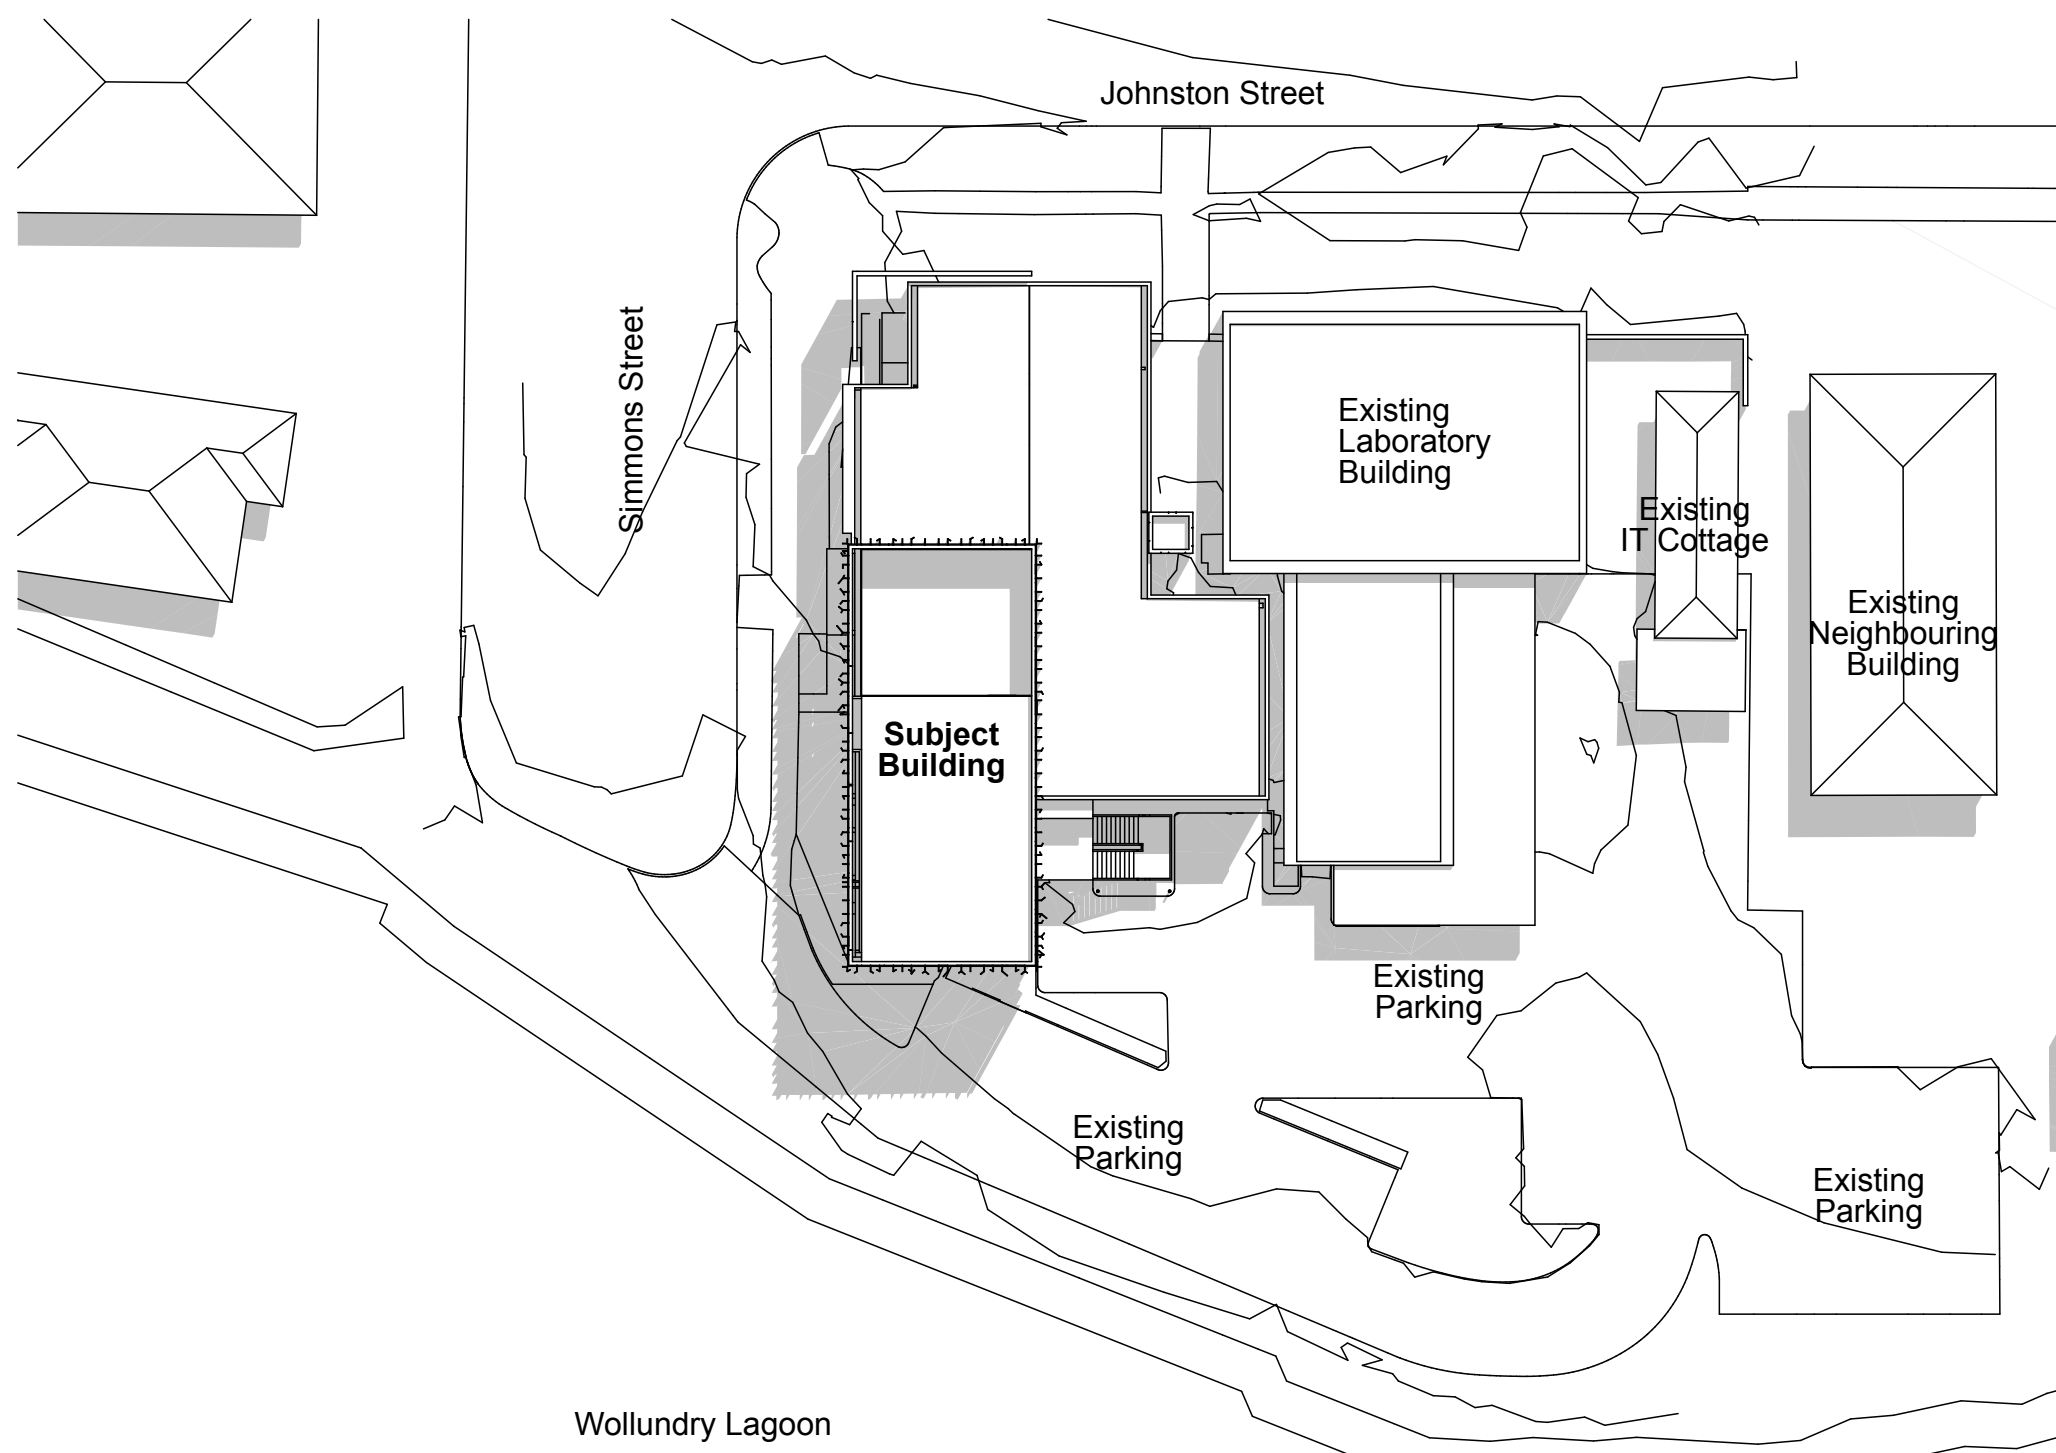 Johnston Street
Simmons Street
Existing
Laboratory
Building
Existing
IT Cottage
Existing
Neighbouring
Building
Subject
Building
Existing
Parking
Existing
Parking
Existing
Parking
Wollundry Lagoon